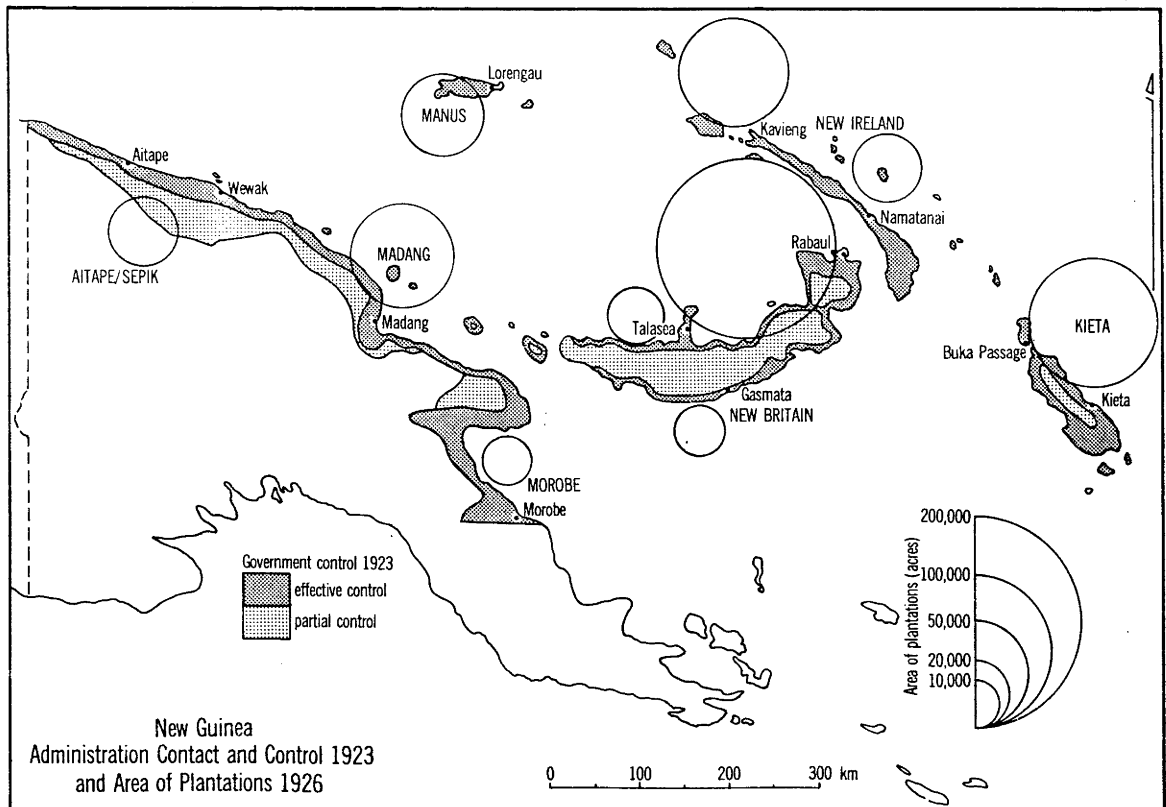 Lorengau
MANUS
Kavieng
NEW IRELAND
Aitape
Wewak
Namatanai
Rabaul
MADANG
AITAPE/SEPIK
Madang
Talasea
KIETA
Buka Passage
Gasmata
Kieta
NEW BRITAIN
MOROBE
Morobe
Government control 1923
effective control
partial control
Area of plantations (acres)
200,000
100,000
50,000
20,000
10,000
New Guinea
Administration Contact and Control 1923
and Area of Plantations 1926
0 100 200 300 km